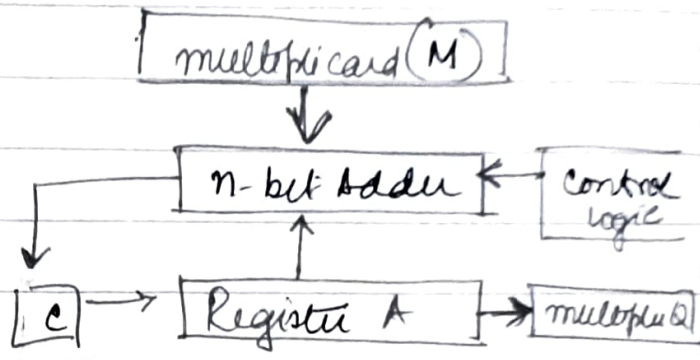 multiplicand (M)
n-bit Adder
control
logic
C
Register A
multiplier Q